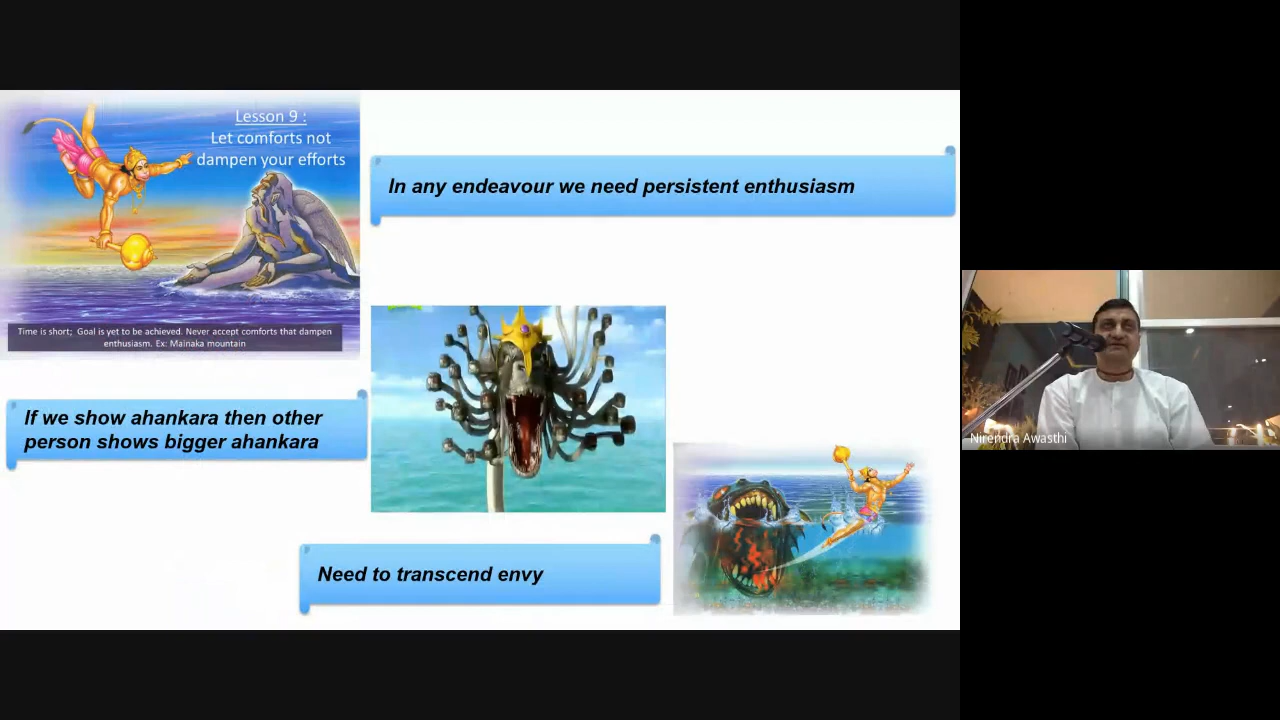 Lesson 9 :
Let comforts not
dampen your efforts
Time is short;  Goal is yet to be achieved. Never accept comforts that dampen
enthusiasm. Ex: Mainaka mountain
In any endeavour we need persistent enthusiasm
If we show ahankara then other
person shows bigger ahankara
Need to transcend envy
Nirendra Awasthi